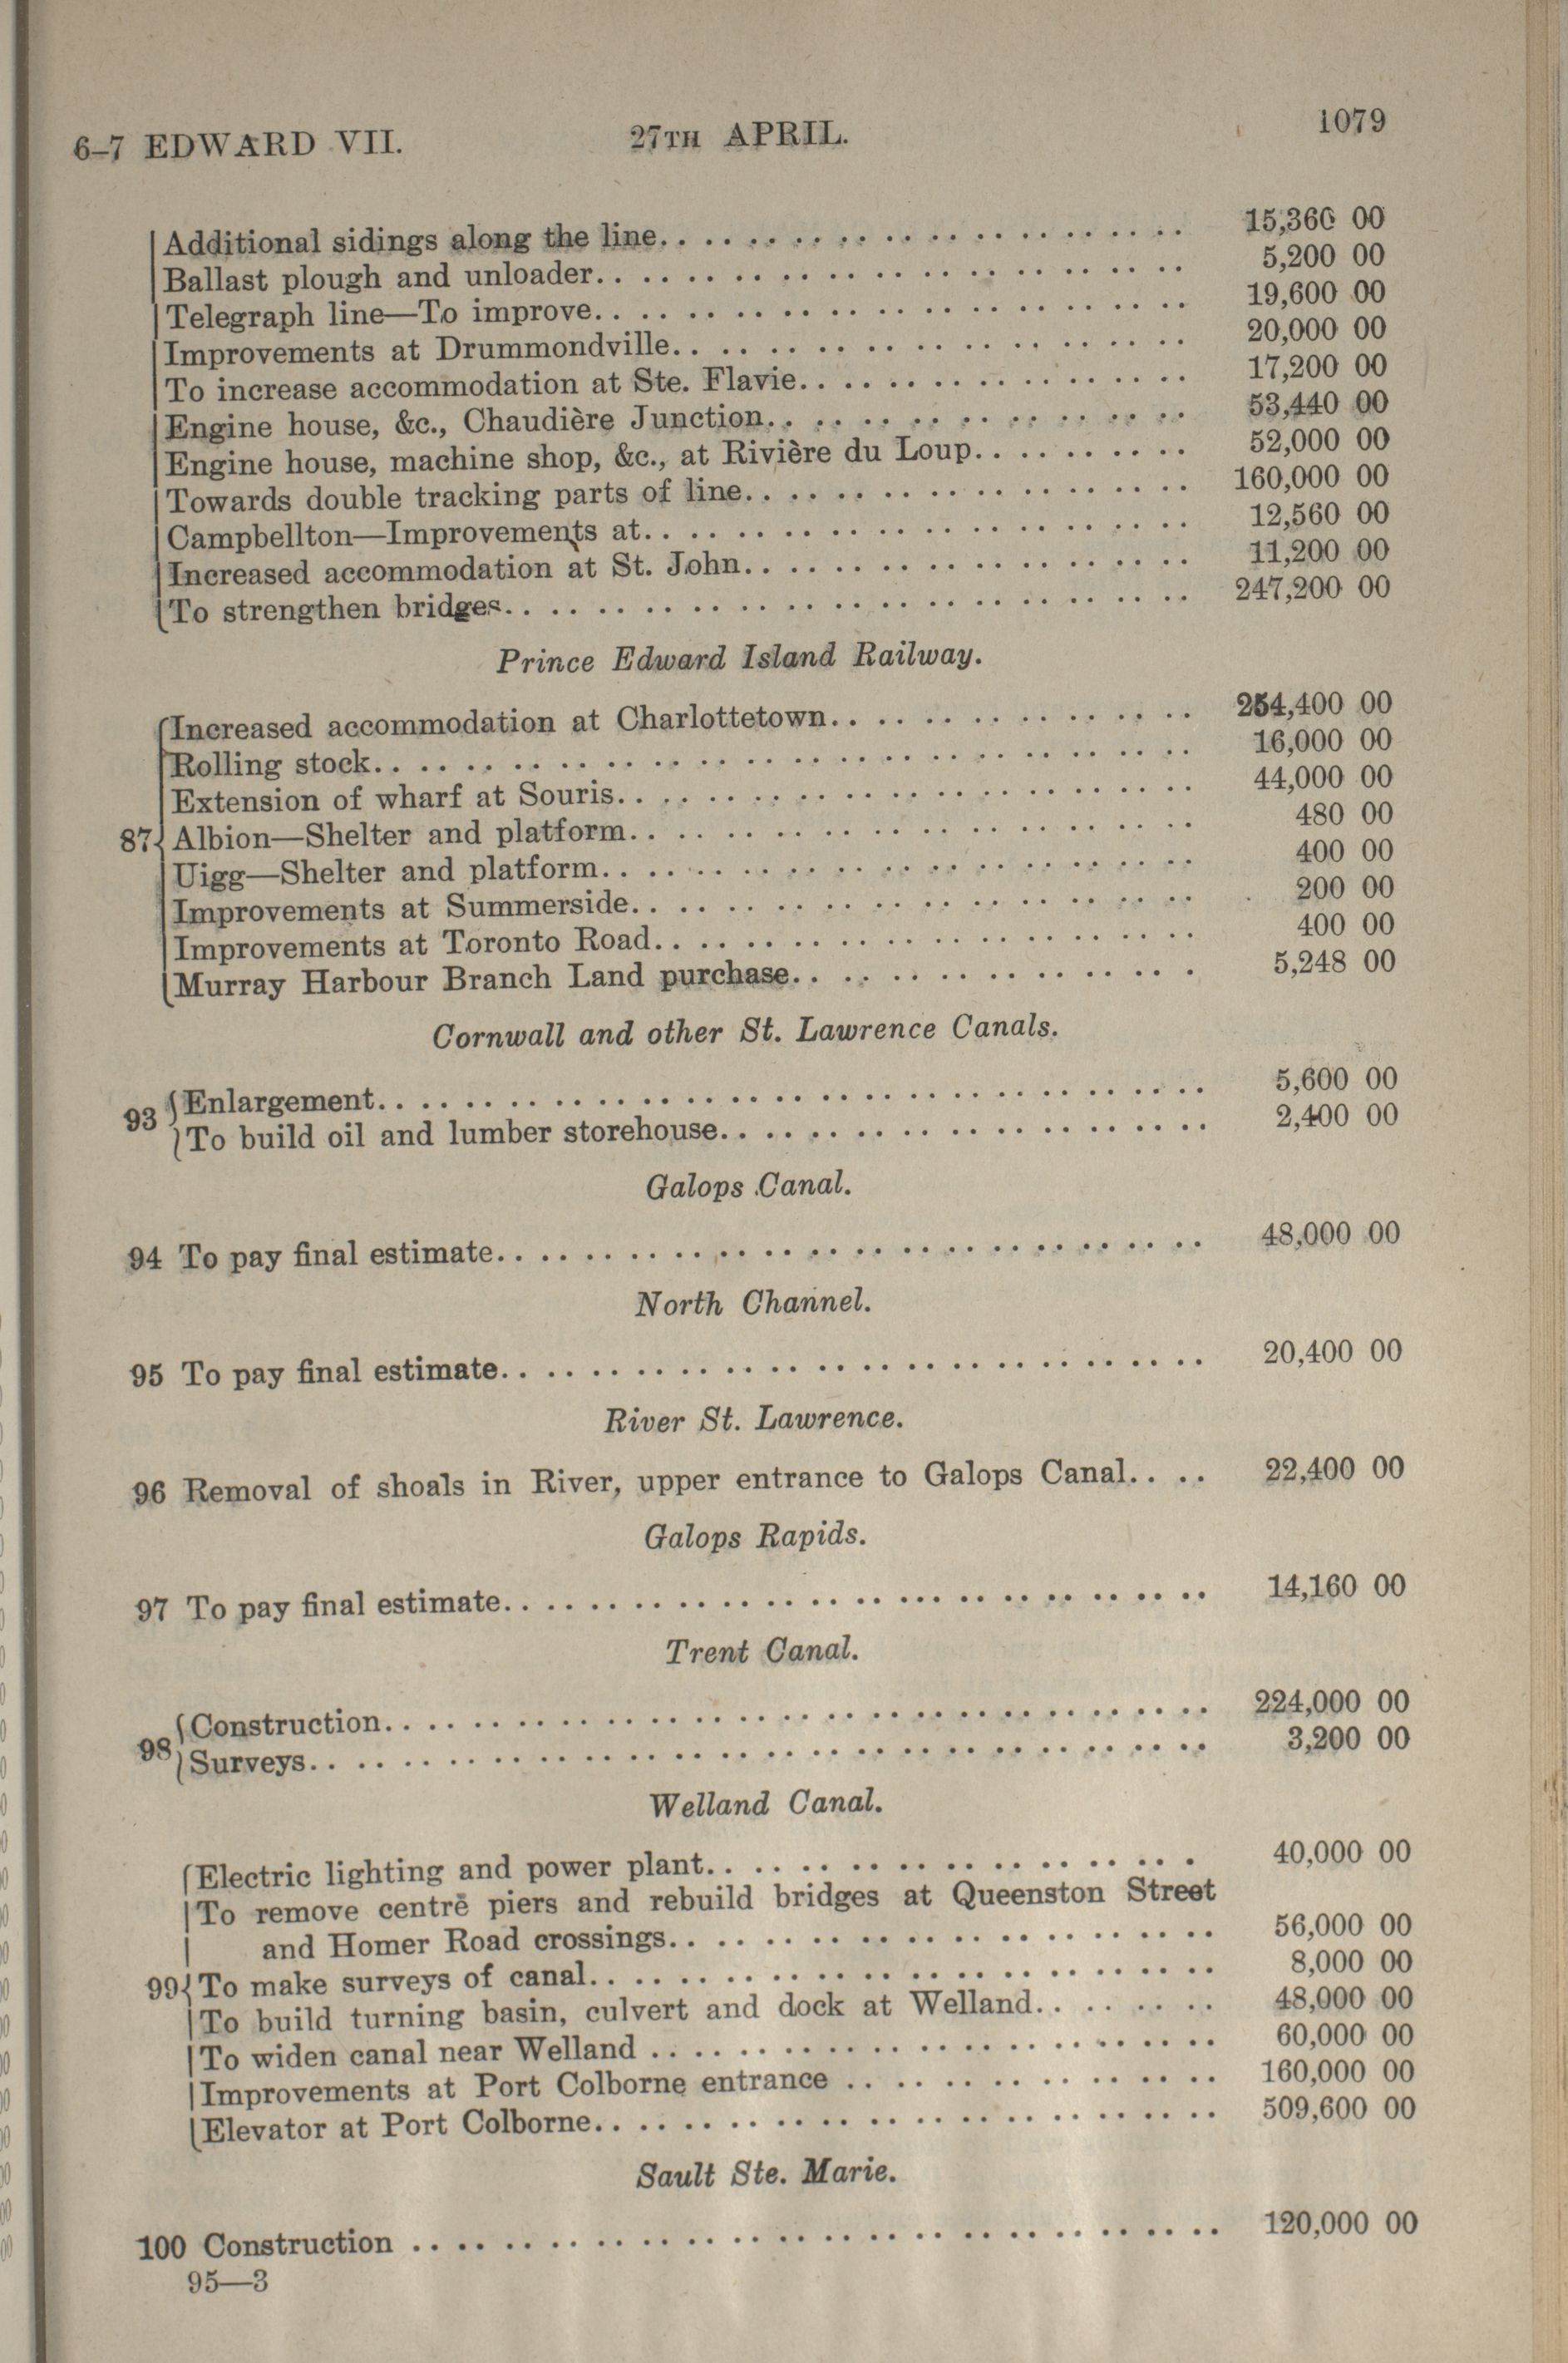 6–7 EDWARD VII. 27TH APRIL. 1079
Additional sidings along the line. . . . . . . . . . . . . . . . . . . . . . . 15,360 00
Ballast plough and unloader. . . . . . . . . . . . . . . . . . . . . . . . . . 5,200 00
Telegraph line—To improve. . . . . . . . . . . . . . . . . . . . . . . . . . 19,600 00
Improvements at Drummondville. . . . . . . . . . . . . . . . . . . . . . 20,000 00
To increase accommodation at Ste. Flavie. . . . . . . . . . . . . . . . . 17,200 00
Engine house, &c., Chaudière Junction. . . . . . . . . . . . . . . . . . 53,440 00
Engine house, machine shop, &c., at Rivière du Loup. . . . . . . . . . 52,000 00
Towards double tracking parts of line. . . . . . . . . . . . . . . . . . . 160,000 00
Campbellton—Improvements at. . . . . . . . . . . . . . . . . . . . . . . 12,560 00
Increased accommodation at St. John. . . . . . . . . . . . . . . . . . . 11,200 00
To strengthen bridges. . . . . . . . . . . . . . . . . . . . . . . . . . . . . . 247,200 00
Prince Edward Island Railway.
Increased accommodation at Charlottetown. . . . . . . . . . . . . . . . 254,400 00
Rolling stock. . . . . . . . . . . . . . . . . . . . . . . . . . . . . . . . . . . . 16,000 00
Extension of wharf at Souris. . . . . . . . . . . . . . . . . . . . . . . . . 44,000 00
87 Albion—Shelter and platform. . . . . . . . . . . . . . . . . . . . . . . . 480 00
Uigg—Shelter and platform. . . . . . . . . . . . . . . . . . . . . . . . . . 400 00
Improvements at Summerside. . . . . . . . . . . . . . . . . . . . . . . . 200 00
Improvements at Toronto Road. . . . . . . . . . . . . . . . . . . . . . . 400 00
Murray Harbour Branch Land purchase. . . . . . . . . . . . . . . . . . 5,248 00
Cornwall and other St. Lawrence Canals.
93 Enlargement. . . . . . . . . . . . . . . . . . . . . . . . . . . . . . . . . . . . 5,600 00
To build oil and lumber storehouse. . . . . . . . . . . . . . . . . . . . . 2,400 00
Galops Canal.
94 To pay final estimate. . . . . . . . . . . . . . . . . . . . . . . . . . . . . . . 48,000 00
North Channel.
95 To pay final estimate. . . . . . . . . . . . . . . . . . . . . . . . . . . . . . . 20,400 00
River St. Lawrence.
96 Removal of shoals in River, upper entrance to Galops Canal. . . . 22,400 00
Galops Rapids.
97 To pay final estimate. . . . . . . . . . . . . . . . . . . . . . . . . . . . . . . 14,160 00
Trent Canal.
98 Construction. . . . . . . . . . . . . . . . . . . . . . . . . . . . . . . . . . . . 224,000 00
Surveys. . . . . . . . . . . . . . . . . . . . . . . . . . . . . . . . . . . . . . . . 3,200 00
Welland Canal.
Electric lighting and power plant. . . . . . . . . . . . . . . . . . . . . 40,000 00
To remove centre piers and rebuild bridges at Queenston Street
and Homer Road crossings. . . . . . . . . . . . . . . . . . . . . . . . 56,000 00
99 To make surveys of canal. . . . . . . . . . . . . . . . . . . . . . . . . . . 8,000 00
To build turning basin, culvert and dock at Welland. . . . . . . . 48,000 00
To widen canal near Welland . . . . . . . . . . . . . . . . . . . . . . . . 60,000 00
Improvements at Port Colborne entrance . . . . . . . . . . . . . . . . 160,000 00
Elevator at Port Colborne. . . . . . . . . . . . . . . . . . . . . . . . . . . 509,600 00
Sault Ste. Marie.
100 Construction . . . . . . . . . . . . . . . . . . . . . . . . . . . . . . . . . . . 120,000 00
95—3